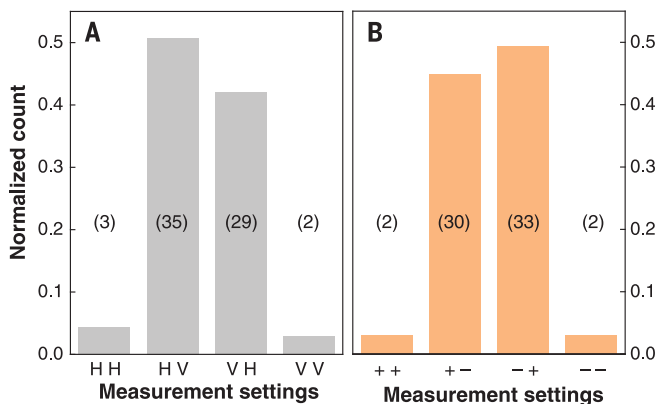 A
B
Normalized count
0.5
0.4
0.3
0.2
0.1
0.0
(3) (35) (29) (2)
H H H V V H V V
Measurement settings
(2) (30) (33) (2)
+ + + − − + − −
Measurement settings
0.5
0.4
0.3
0.2
0.1
0.0